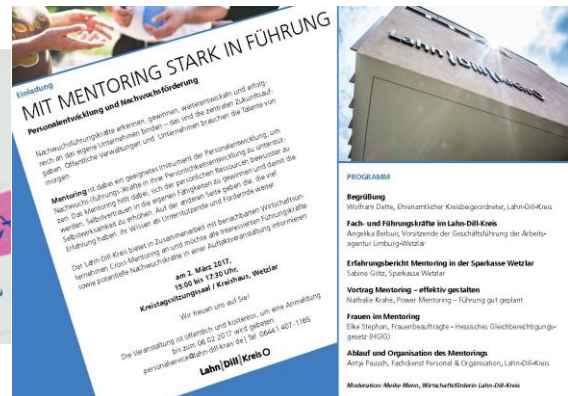 Einladung
MIT MENTORING STARK IN FÜHRUNG
Personalentwicklung und Nachwuchsförderung
Nachwuchsführungskräfte erkennen, gewinnen, weiterentwickeln und erfolg-
reich an das eigene Unternehmen binden – das sind die zentralen Zukunftsauf-
gaben. Öffentliche Verwaltungen und Unternehmen brauchen die Talente von
morgen.
Mentoring ist dabei ein geeignetes Instrument der Personalentwicklung, um
Nachwuchs-(führungs-)kräfte in ihrer Persönlichkeitsentwicklung zu unterstüt-
zen. Das Mentoring hilft dabei, sich der persönlichen Ressourcen bewusster zu
werden, Selbstvertrauen in die eigenen Fähigkeiten zu gewinnen und damit die
Selbstwirksamkeit zu erhöhen. Auf der anderen Seite geben die, die viel
Erfahrung haben, ihr Wissen als Unterstützende und Fördernde weiter.
Der Lahn-Dill-Kreis bietet in Zusammenarbeit mit benachbarten Wirtschaftsun-
ternehmen Cross-Mentoring an und möchte alle interessierten Führungskräfte
sowie potentielle Nachwuchskräfte in einer Auftaktveranstaltung informieren
am 2. März 2017,
15:00 bis 17:30 Uhr,
Kreistagssitzungssaal / Kreishaus, Wetzlar
Wir freuen uns auf Sie!
Die Veranstaltung ist öffentlich und kostenlos, um eine Anmeldung
bis zum 06.02.2017 wird gebeten.
personalservice@lahn-dill-kreis.de | Tel. 06441 407-1165
Lahn|Dill|Kreis
Lahn|Dill|Kreis
PROGRAMM
Begrüßung
Wolfram Dette, Ehrenamtlicher Kreisbeigeordneter, Lahn-Dill-Kreis
Fach- und Führungskräfte im Lahn-Dill-Kreis
Angelika Berbuir, Vorsitzende der Geschäftsführung der Arbeits-
agentur Limburg-Wetzlar
Erfahrungsbericht Mentoring in der Sparkasse Wetzlar
Sabine Götz, Sparkasse Wetzlar
Vortrag Mentoring – effektiv gestalten
Nathalie Krahé, Power Mentoring – Führung gut geplant
Frauen im Mentoring
Elke Stephan, Frauenbeauftragte - Hessisches Gleichberechtigungs-
gesetz (HGlG)
Ablauf und Organisation des Mentorings
Antje Peusch, Fachdienst Personal & Organisation, Lahn-Dill-Kreis
Moderation: Meike Menn, Wirtschaftsförderin Lahn-Dill-Kreis